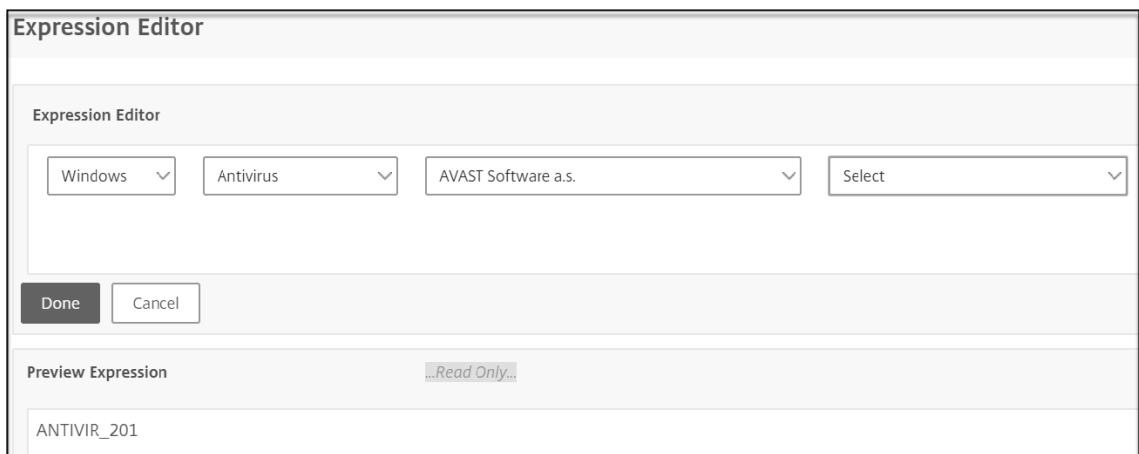 Expression Editor
Expression Editor
Windows Antivirus AVAST Software a.s. Select
Done Cancel
Preview Expression ...Read Only...
ANTIVIR_201